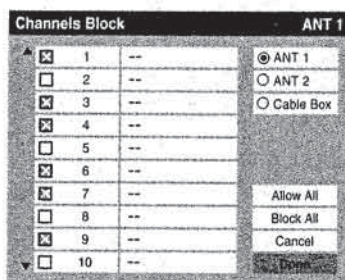 Channels Block ANT 1
1 --
2 --
3 --
4 --
5 --
6 --
7 --
8 --
9 --
10 --
ANT 1
ANT 2
Cable Box
Allow All
Block All
Cancel
Done